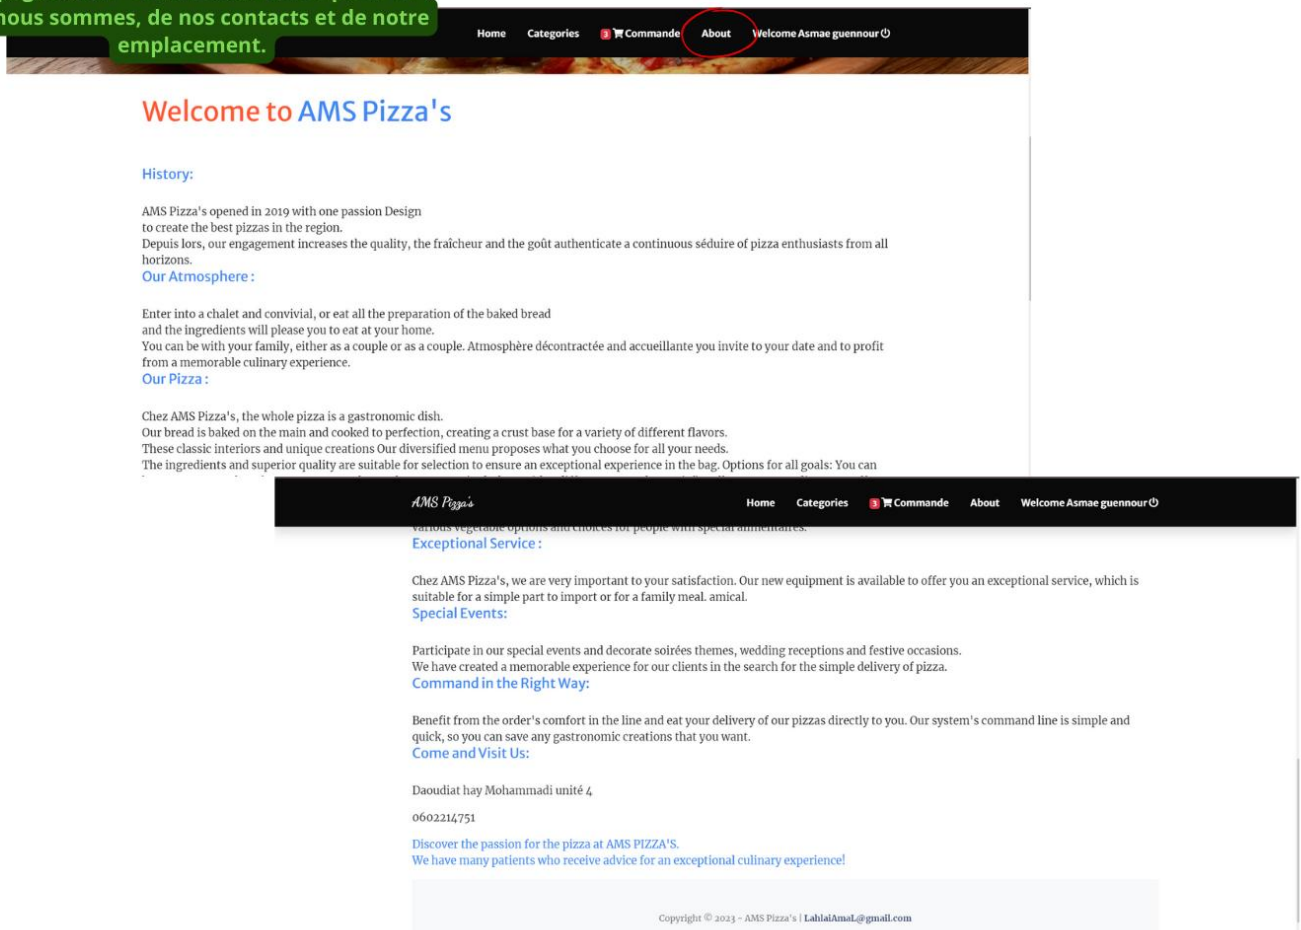 nous sommes, de nos contacts et de notre
emplacement.
Home Categories 3 Commande About Welcome Asmae guennour
Welcome to AMS Pizza's
History:
AMS Pizza's opened in 2019 with one passion Design
to create the best pizzas in the region.
Depuis lors, our engagement increases the quality, the fraîcheur and the goût authenticate a continuous séduire of pizza enthusiasts from all
horizons.
Our Atmosphere :
Enter into a chalet and convivial, or eat all the preparation of the baked bread
and the ingredients will please you to eat at your home.
You can be with your family, either as a couple or as a couple. Atmosphère décontractée and accueillante you invite to your date and to profit
from a memorable culinary experience.
Our Pizza :
Chez AMS Pizza's, the whole pizza is a gastronomic dish.
Our bread is baked on the main and cooked to perfection, creating a crust base for a variety of different flavors.
These classic interiors and unique creations Our diversified menu proposes what you choose for all your needs.
The ingredients and superior quality are suitable for selection to ensure an exceptional experience in the bag. Options for all goals: You can
AMS Pizza's Home Categories 3 Commande About Welcome Asmae guennour
various vegetable options and choices for people with special alimentaires.
Exceptional Service :
Chez AMS Pizza's, we are very important to your satisfaction. Our new equipment is available to offer you an exceptional service, which is
suitable for a simple part to import or for a family meal. amical.
Special Events:
Participate in our special events and decorate soirées themes, wedding receptions and festive occasions.
We have created a memorable experience for our clients in the search for the simple delivery of pizza.
Command in the Right Way:
Benefit from the order's comfort in the line and eat your delivery of our pizzas directly to you. Our system's command line is simple and
quick, so you can save any gastronomic creations that you want.
Come and Visit Us:
Daoudiat hay Mohammadi unité 4
0602214751
Discover the passion for the pizza at AMS PIZZA'S.
We have many patients who receive advice for an exceptional culinary experience!
Copyright © 2023 - AMS Pizza's | LahlaiAmaL@gmail.com